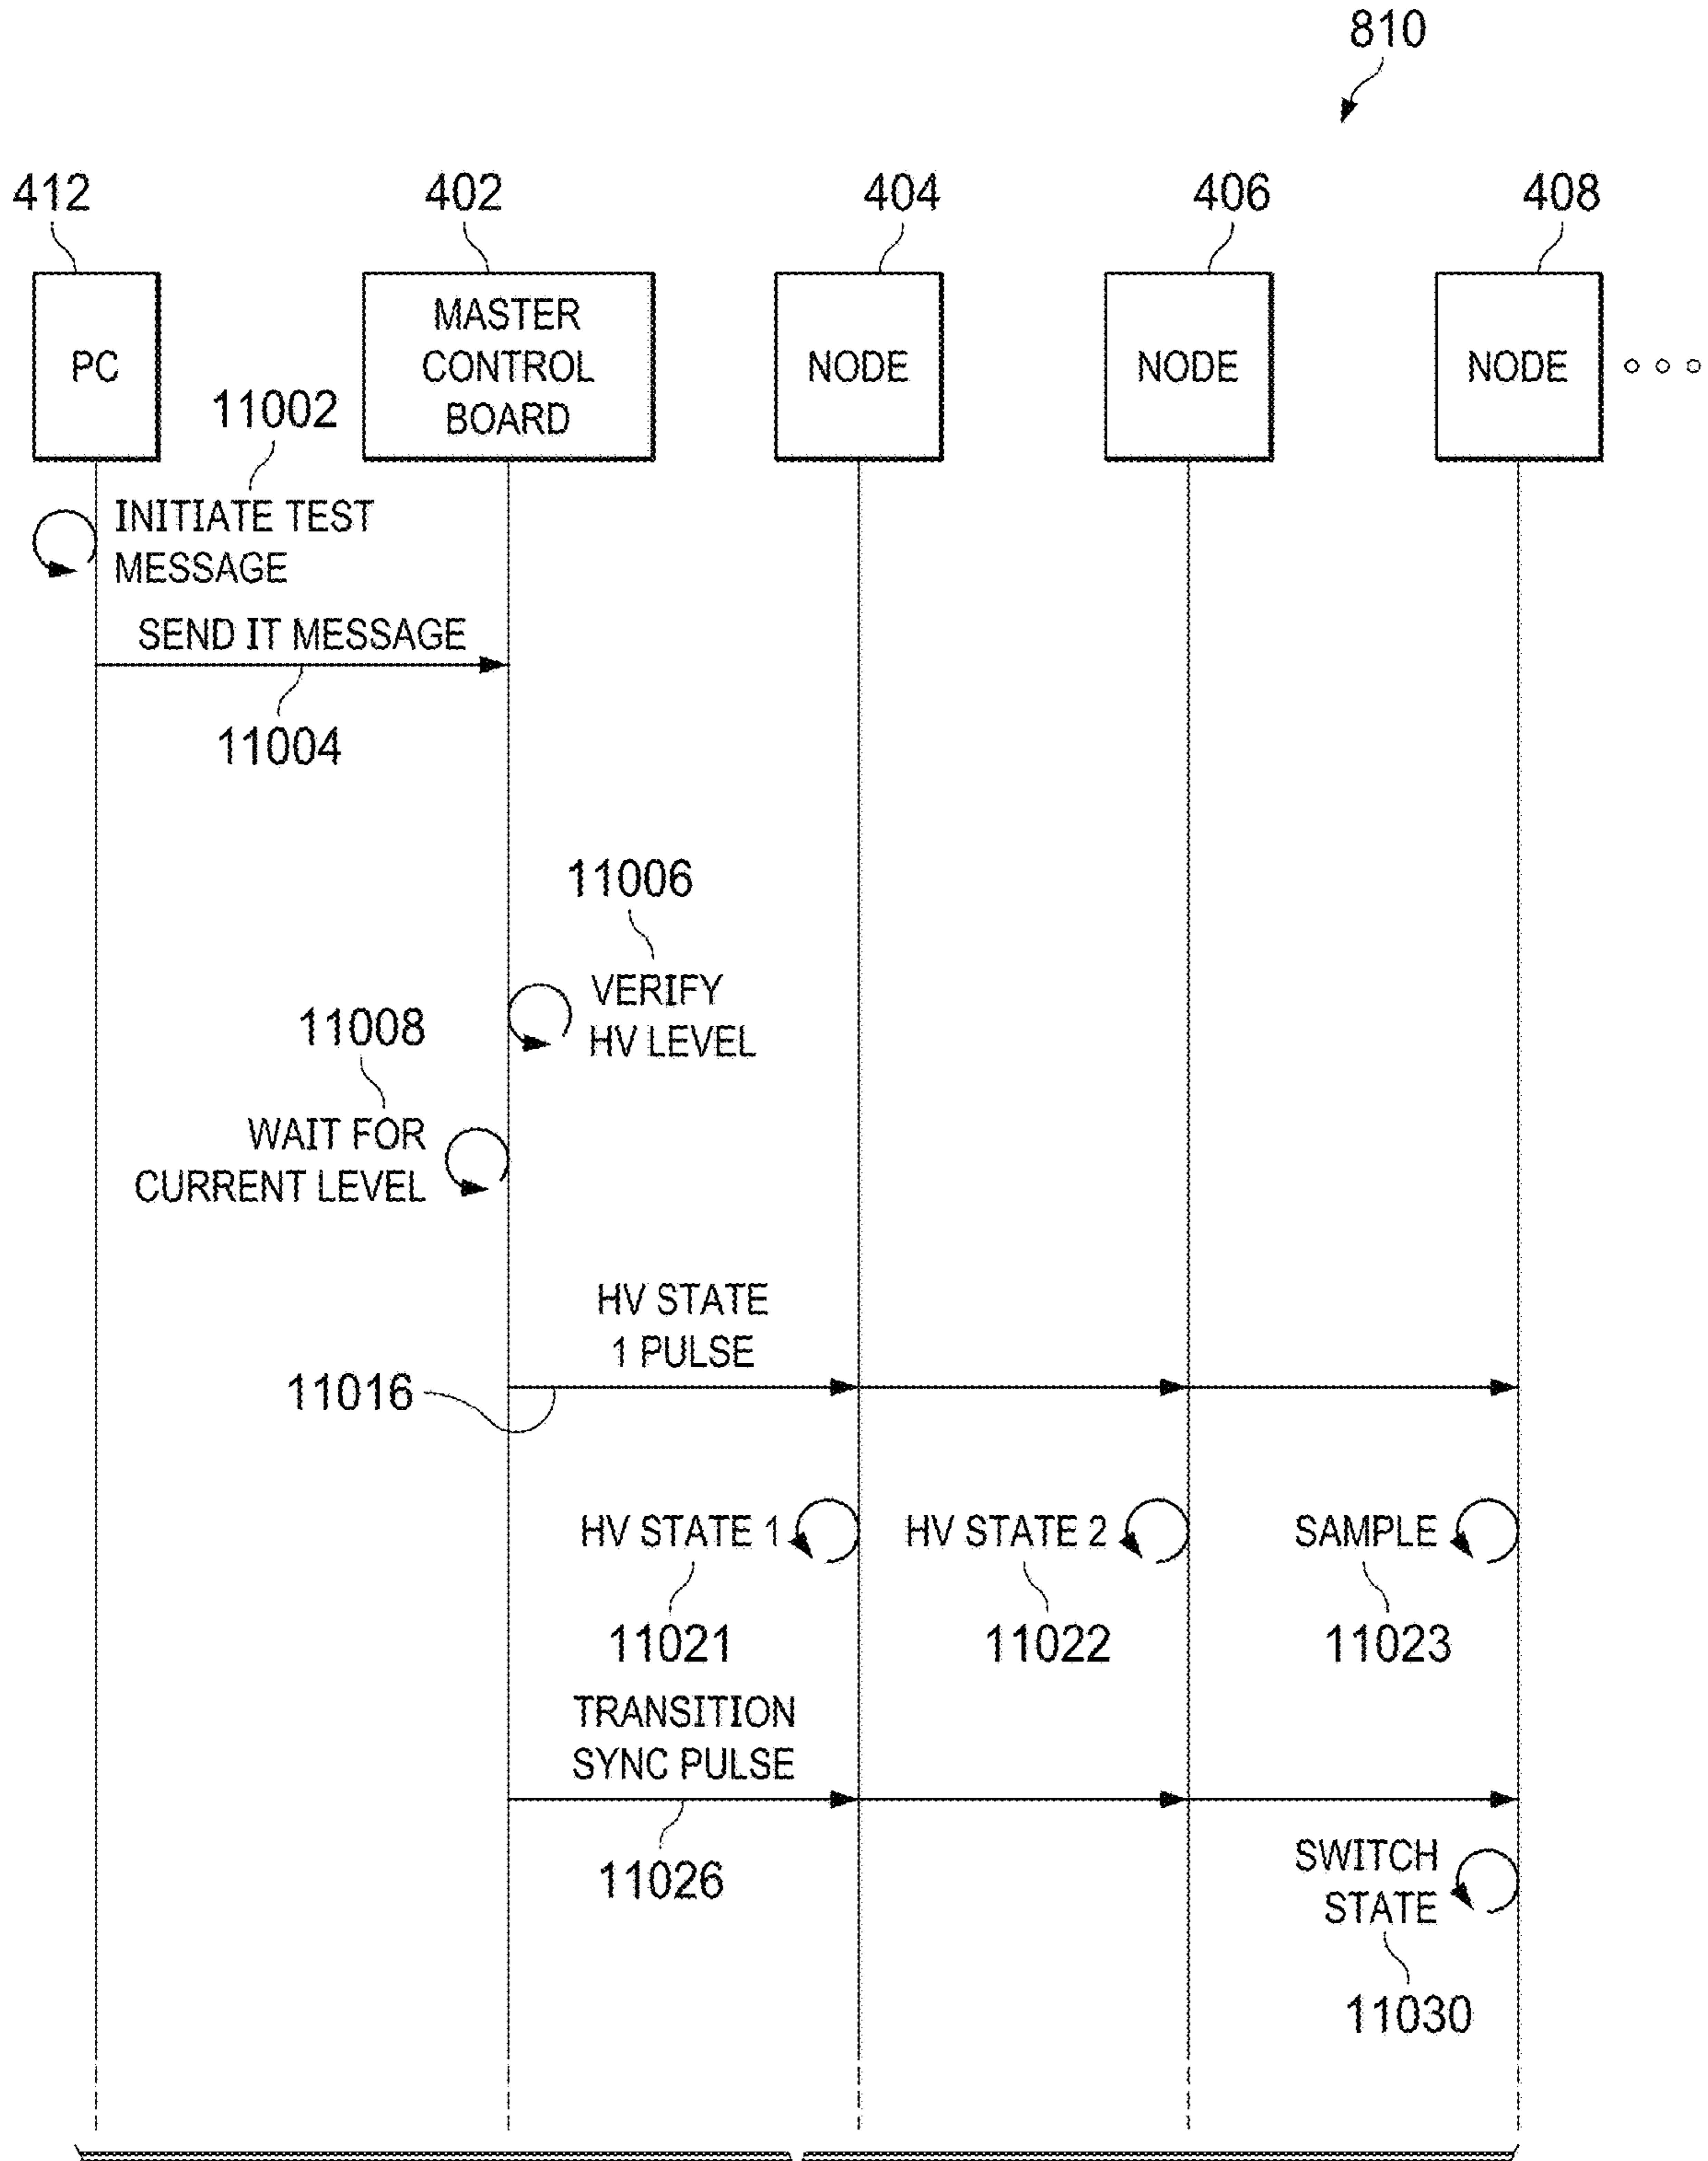 810
412
402
404
406
408
PC
MASTER
CONTROL
BOARD
NODE
NODE
NODE
11002
INITIATE TEST
MESSAGE
SEND IT MESSAGE
11004
11006
VERIFY
HV LEVEL
11008
WAIT FOR
CURRENT LEVEL
HV STATE
1 PULSE
11016
HV STATE 1
HV STATE 2
SAMPLE
11021
11022
11023
TRANSITION
SYNC PULSE
11026
SWITCH
STATE
11030